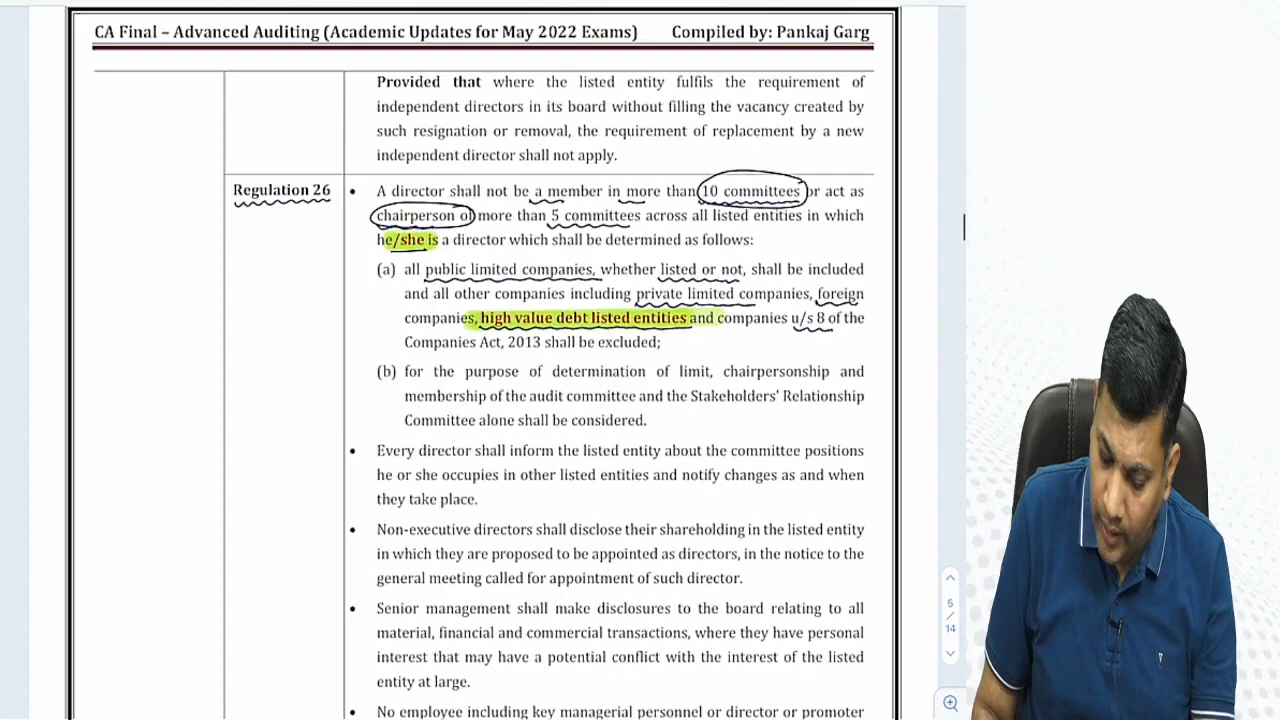 CA Final – Advanced Auditing (Academic Updates for May 2022 Exams) Compiled by: Pankaj Garg
Provided that where the listed entity fulfils the requirement of
independent directors in its board without filling the vacancy created by
such resignation or removal, the requirement of replacement by a new
independent director shall not apply.
Regulation 26
• A director shall not be a member in more than 10 committees or act as
chairperson of more than 5 committees across all listed entities in which
he/she is a director which shall be determined as follows:
(a) all public limited companies, whether listed or not, shall be included
and all other companies including private limited companies, foreign
companies, high value debt listed entities and companies u/s 8 of the
Companies Act, 2013 shall be excluded;
(b) for the purpose of determination of limit, chairpersonship and
membership of the audit committee and the Stakeholders' Relationship
Committee alone shall be considered.
• Every director shall inform the listed entity about the committee positions
he or she occupies in other listed entities and notify changes as and when
they take place.
• Non-executive directors shall disclose their shareholding in the listed entity
in which they are proposed to be appointed as directors, in the notice to the
general meeting called for appointment of such director.
• Senior management shall make disclosures to the board relating to all
material, financial and commercial transactions, where they have personal
interest that may have a potential conflict with the interest of the listed
entity at large.
• No employee including key managerial personnel or director or promoter
5
/
14